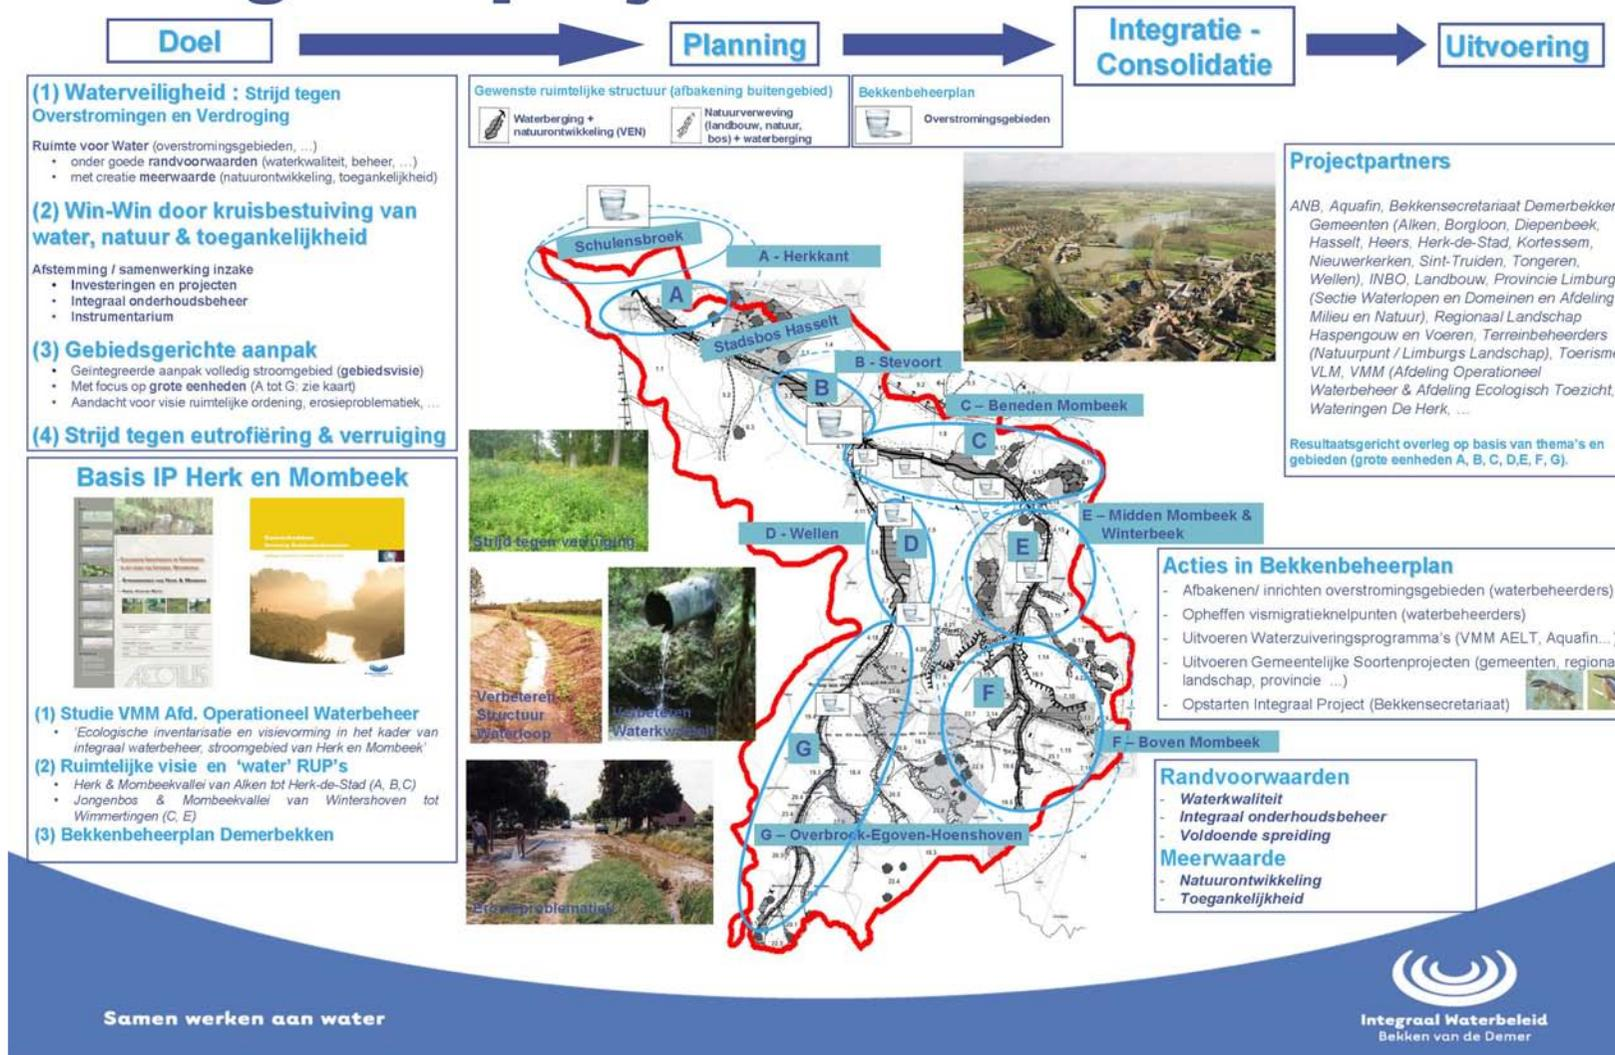 Doel
Planning
Integratie -
Consolidatie
Uitvoering
(1) Waterveiligheid : Strijd tegen
Overstromingen en Verdroging
Ruimte voor Water (overstromingsgebieden, …)
• onder goede randvoorwaarden (waterkwaliteit, beheer, …)
• met creatie meerwaarde (natuurontwikkeling, toegankelijkheid)
(2) Win-Win door kruisbestuiving van
water, natuur & toegankelijkheid
Afstemming / samenwerking inzake
• Investeringen en projecten
• Integraal onderhoudsbeheer
• Instrumentarium
(3) Gebiedsgerichte aanpak
• Geïntegreerde aanpak volledig stroomgebied (gebiedsvisie)
• Met focus op grote eenheden (A tot G: zie kaart)
• Aandacht voor visie ruimtelijke ordening, erosieproblematiek, …
(4) Strijd tegen eutrofiëring & verruiging
Basis IP Herk en Mombeek
AEOLUS
(1) Studie VMM Afd. Operationeel Waterbeheer
• 'Ecologische inventarisatie en visievorming in het kader van
integraal waterbeheer, stroomgebied van Herk en Mombeek'
(2) Ruimtelijke visie en 'water' RUP's
• Herk & Mombeekvallei van Alken tot Herk-de-Stad (A, B,C)
• Jongenbos & Mombeekvallei van Wintershoven tot
Wimmertingen (C, E)
(3) Bekkenbeheerplan Demerbekken
Gewenste ruimtelijke structuur (afbakening buitengebied)
Waterberging +
natuurontwikkeling (VEN)
Natuurverweving
(landbouw, natuur,
bos) + waterberging
Bekkenbeheerplan
Overstromingsgebieden
Schulensbroek
A - Herkkant
A
Stadsbos Hasselt
B - Stevoort
B
C – Beneden Mombeek
C
D - Wellen
D
E – Midden Mombeek &
Winterbeek
E
F
F – Boven Mombeek
G
G – Overbroek-Egoven-Hoenshoven
Strijd tegen verruiging
Verbeteren
Structuur
Waterloop
Verbeteren
Waterkwaliteit
Erosieproblematiek
Projectpartners
ANB, Aquafin, Bekkensecretariaat Demerbekken
Gemeenten (Alken, Borgloon, Diepenbeek,
Hasselt, Heers, Herk-de-Stad, Kortessem,
Nieuwerkerken, Sint-Truiden, Tongeren,
Wellen), INBO, Landbouw, Provincie Limburg
(Sectie Waterlopen en Domeinen en Afdeling
Milieu en Natuur), Regionaal Landschap
Haspengouw en Voeren, Terreinbeheerders
(Natuurpunt / Limburgs Landschap), Toerisme
VLM, VMM (Afdeling Operationeel
Waterbeheer & Afdeling Ecologisch Toezicht,
Wateringen De Herk, …
Resultaatsgericht overleg op basis van thema's en
gebieden (grote eenheden A, B, C, D,E, F, G).
Acties in Bekkenbeheerplan
- Afbakenen/ inrichten overstromingsgebieden (waterbeheerders)
- Opheffen vismigratieknelpunten (waterbeheerders)
- Uitvoeren Waterzuiveringsprogramma's (VMM AELT, Aquafin...)
- Uitvoeren Gemeentelijke Soortenprojecten (gemeenten, regiona
landschap, provincie ...)
- Opstarten Integraal Project (Bekkensecretariaat)
Randvoorwaarden
- Waterkwaliteit
- Integraal onderhoudsbeheer
- Voldoende spreiding
Meerwaarde
- Natuurontwikkeling
- Toegankelijkheid
Samen werken aan water
Integraal Waterbeleid
Bekken van de Demer